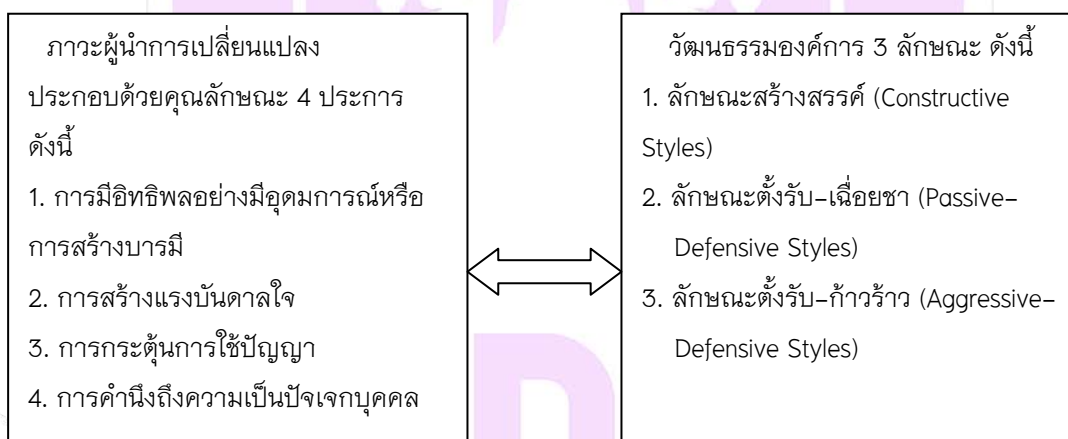 ภาวะผู้นำการเปลี่ยนแปลง
ประกอบด้วยคุณลักษณะ 4 ประการ
ดังนี้
1. การมีอิทธิพลอย่างมีอุดมการณ์หรือ
การสร้างบารมี
2. การสร้างแรงบันดาลใจ
3. การกระตุ้นการใช้ปัญญา
4. การคำนึงถึงความเป็นปัจเจกบุคคล
วัฒนธรรมองค์การ 3 ลักษณะ ดังนี้
1. ลักษณะสร้างสรรค์ (Constructive
Styles)
2. ลักษณะตั้งรับ-เฉื่อยชา (Passive-
Defensive Styles)
3. ลักษณะตั้งรับ-ก้าวร้าว (Aggressive-
Defensive Styles)